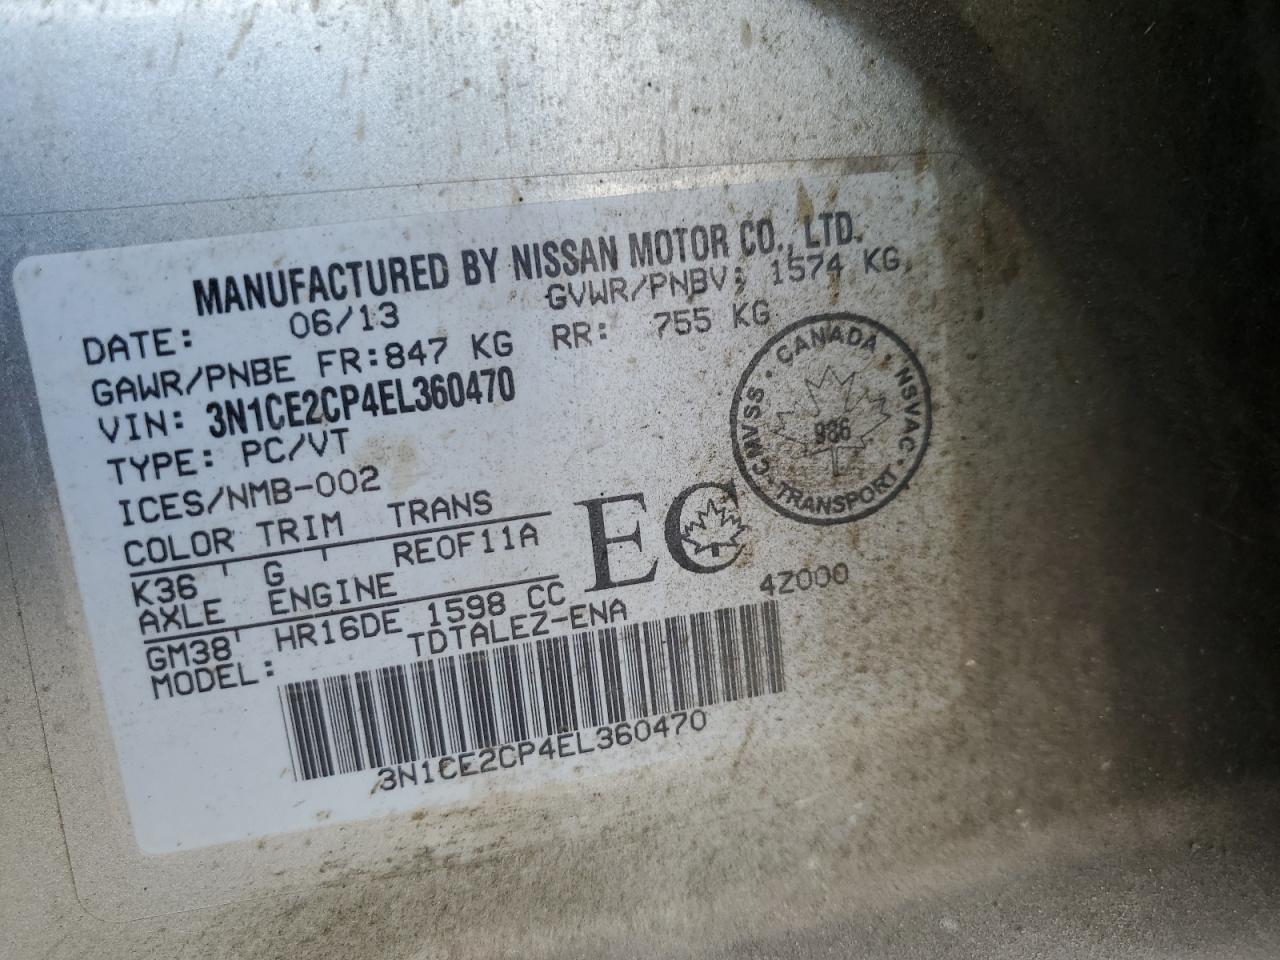 MANUFACTURED BY NISSAN MOTOR CO., LTD.
DATE: 06/13 GVWR/PNBV: 1574 KG
GAWR/PNBE FR:847 KG RR: 755 KG
VIN: 3N1CE2CP4EL360470
TYPE: PC/VT
ICES/NMB-002
COLOR TRIM TRANS
K36 G RE0F11A
AXLE ENGINE
GM38 HR16DE 1598 CC
MODEL: TDTALEZ-ENA
EC
CANADA · NSVAC · TRANSPORT · CMVSS ·
986
4Z000
3N1CE2CP4EL360470